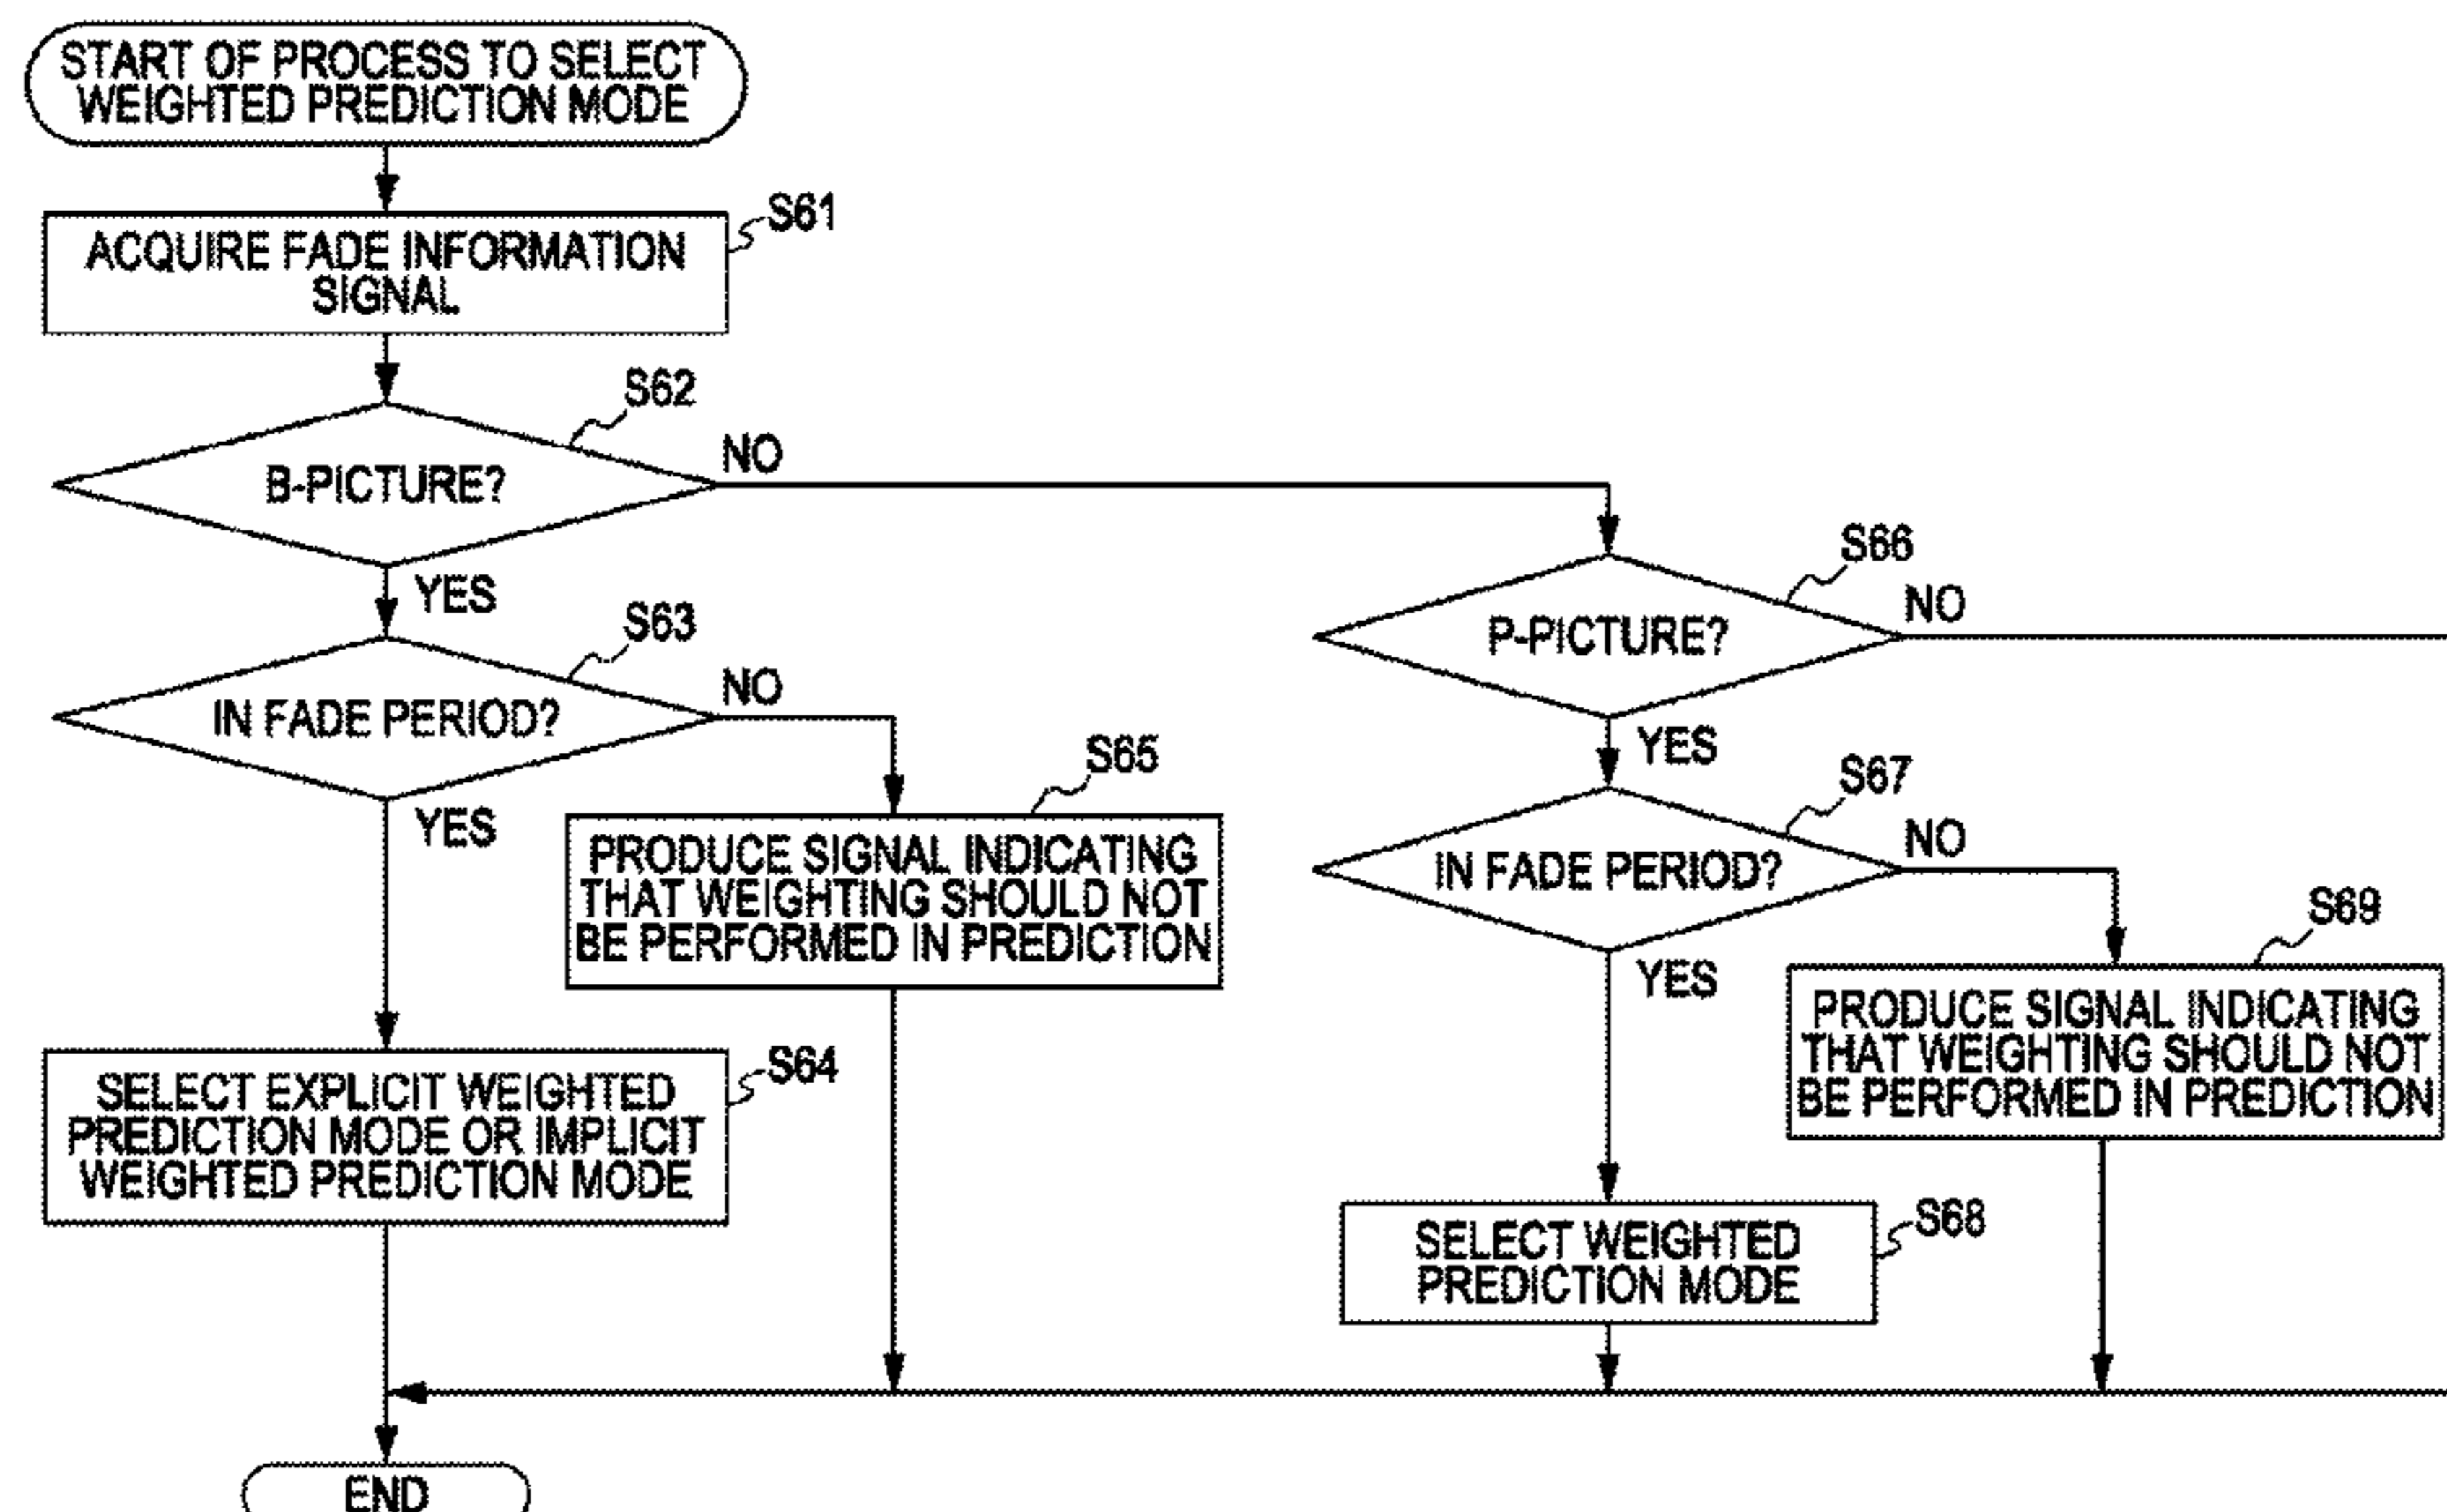 START OF PROCESS TO SELECT
WEIGHTED PREDICTION MODE
S61
ACQUIRE FADE INFORMATION
SIGNAL
S62
B-PICTURE?
NO
YES
S63
IN FADE PERIOD?
NO
YES
S65
PRODUCE SIGNAL INDICATING
THAT WEIGHTING SHOULD NOT
BE PERFORMED IN PREDICTION
S64
SELECT EXPLICIT WEIGHTED
PREDICTION MODE OR IMPLICIT
WEIGHTED PREDICTION MODE
S66
P-PICTURE?
NO
YES
S67
IN FADE PERIOD?
NO
YES
S69
PRODUCE SIGNAL INDICATING
THAT WEIGHTING SHOULD NOT
BE PERFORMED IN PREDICTION
S68
SELECT WEIGHTED
PREDICTION MODE
END